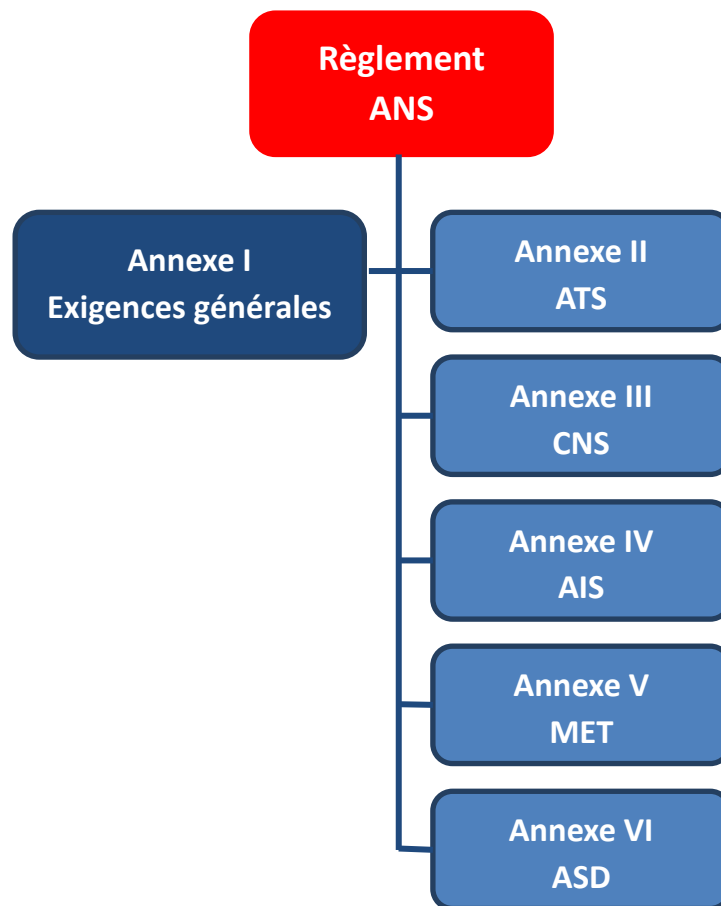 Règlement
ANS
Annexe I
Exigences générales
Annexe II
ATS
Annexe III
CNS
Annexe IV
AIS
Annexe V
MET
Annexe VI
ASD